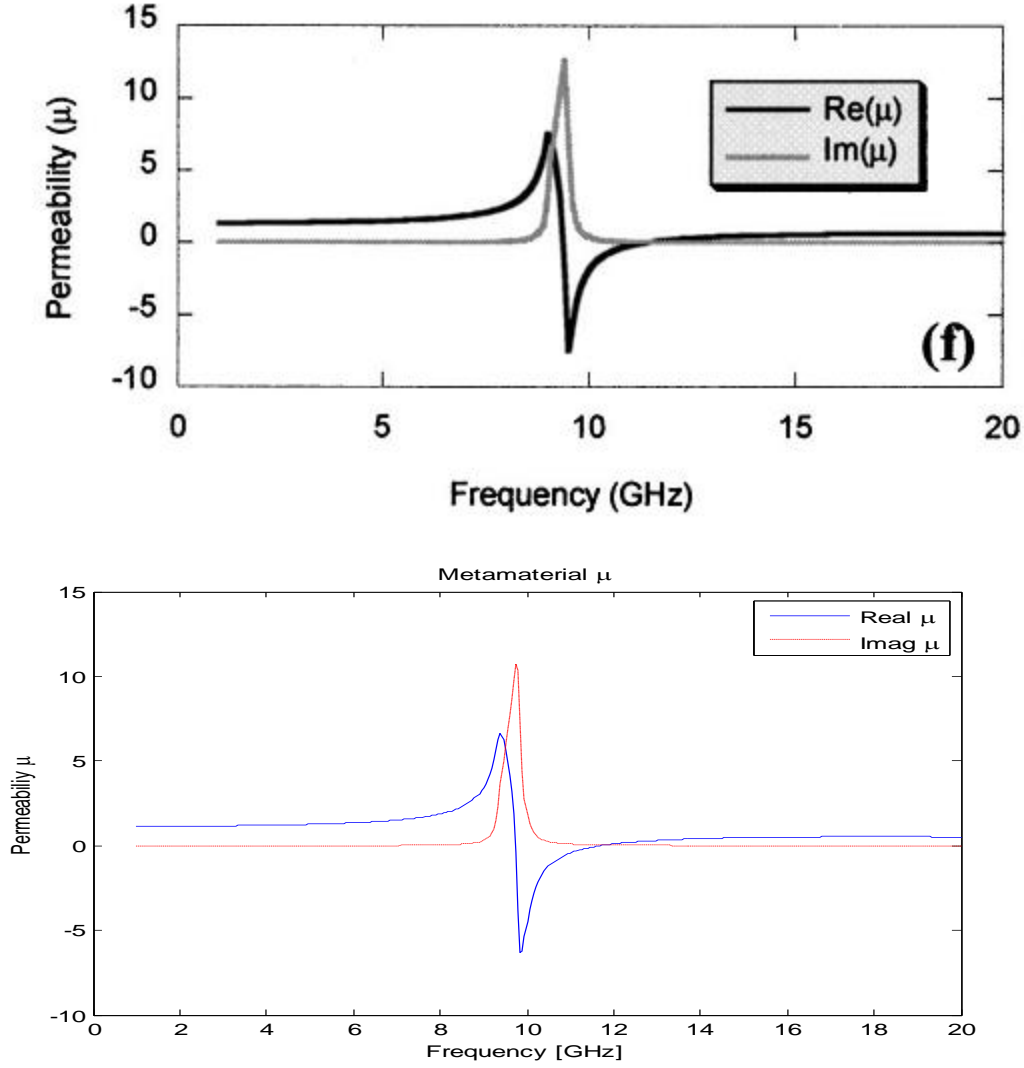 15
10
5
0
-5
-10
Permeability (μ)
Re(μ)
Im(μ)
(f)
0 5 10 15 20
Frequency (GHz)
Metamaterial μ
15
10
5
0
-5
-10
Permeabiliy μ
Real μ
Imag μ
0 2 4 6 8 10 12 14 16 18 20
Frequency [GHz]